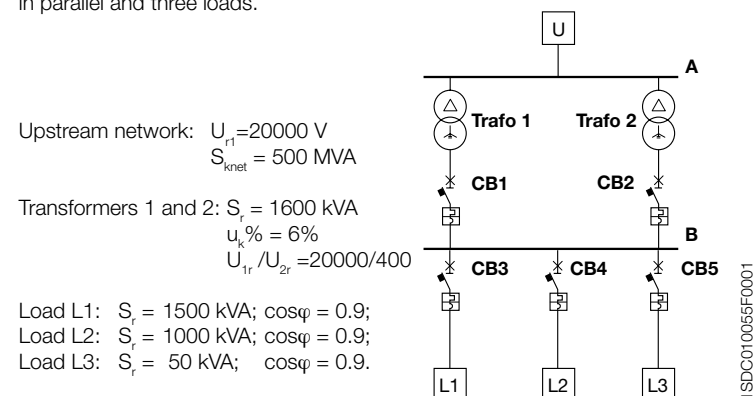 in parallel and three loads.
U
A
Trafo 1
Trafo 2
Upstream network: Ur1=20000 V
Sknet = 500 MVA
CB1
CB2
Transformers 1 and 2: Sr = 1600 kVA
uk% = 6%
U1r /U2r =20000/400
B
CB3
CB4
CB5
Load L1: Sr = 1500 kVA; cosφ = 0.9;
Load L2: Sr = 1000 kVA; cosφ = 0.9;
Load L3: Sr = 50 kVA; cosφ = 0.9.
L1
L2
L3
1SDC010055F0001